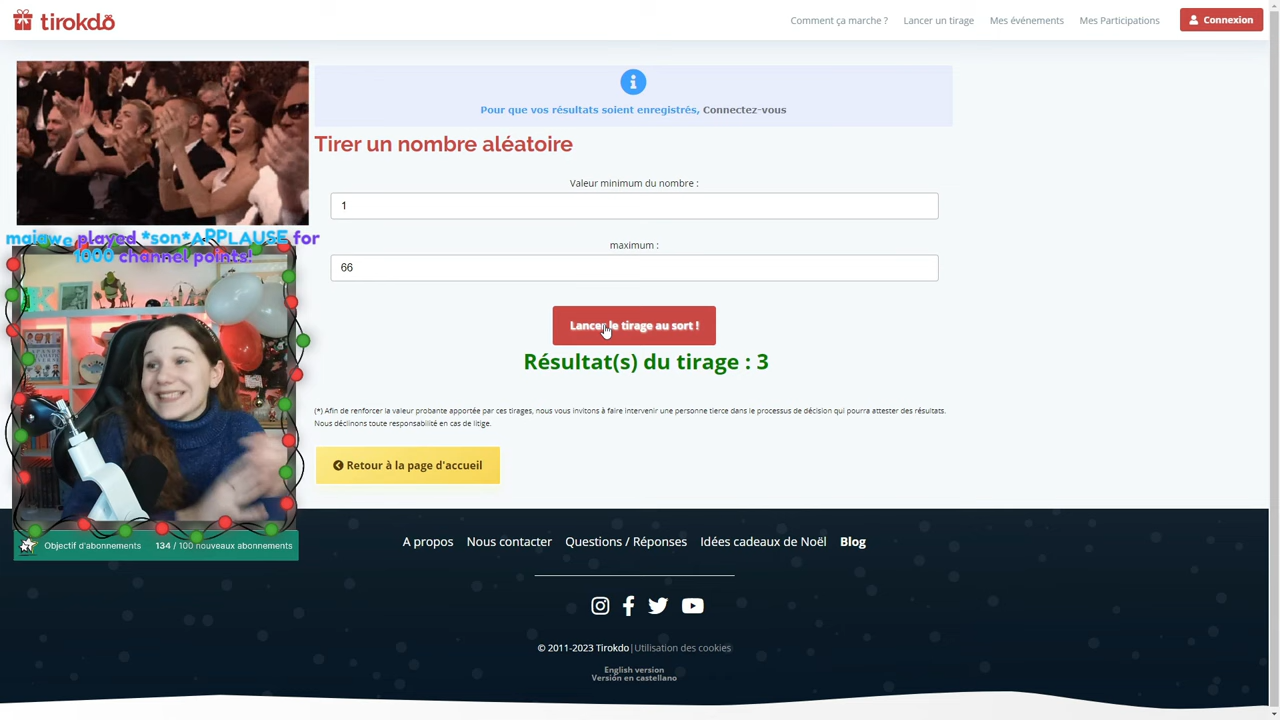 tirokdo
Comment ça marche ?
Lancer un tirage
Mes événements
Mes Participations
Connexion
Pour que vos résultats soient enregistrés, Connectez-vous
Tirer un nombre aléatoire
Valeur minimum du nombre :
1
maximum :
66
Lancer le tirage au sort !
Résultat(s) du tirage : 3
(*) Afin de renforcer la valeur probante apportée par ces tirages, nous vous invitons à faire intervenir une personne tierce dans le processus de décision qui pourra attester des résultats.
Nous déclinons toute responsabilité en cas de litige.
Retour à la page d'accueil
maiawe played *son*APPLAUSE for
1000 channel points!
Objectif d'abonnements
134 / 100 nouveaux abonnements
A propos
Nous contacter
Questions / Réponses
Idées cadeaux de Noël
Blog
© 2011-2023 Tirokdo|Utilisation des cookies
English version
Versión en castellano